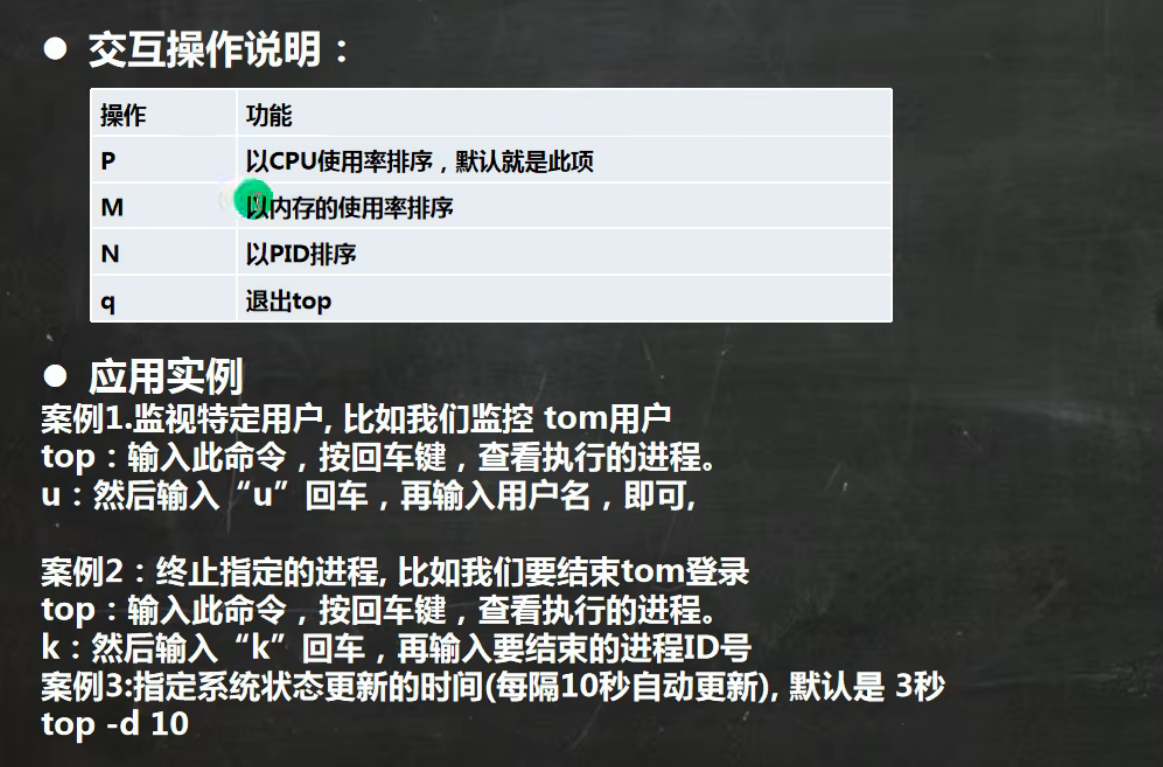 ● 交互操作说明：
操作 功能
P 以CPU使用率排序，默认就是此项
M 以内存的使用率排序
N 以PID排序
q 退出top
● 应用实例
案例1.监视特定用户, 比如我们监控 tom用户
top：输入此命令，按回车键，查看执行的进程。
u：然后输入“u”回车，再输入用户名，即可,
案例2：终止指定的进程, 比如我们要结束tom登录
top：输入此命令，按回车键，查看执行的进程。
k：然后输入“k”回车，再输入要结束的进程ID号
案例3:指定系统状态更新的时间(每隔10秒自动更新), 默认是 3秒
top -d 10